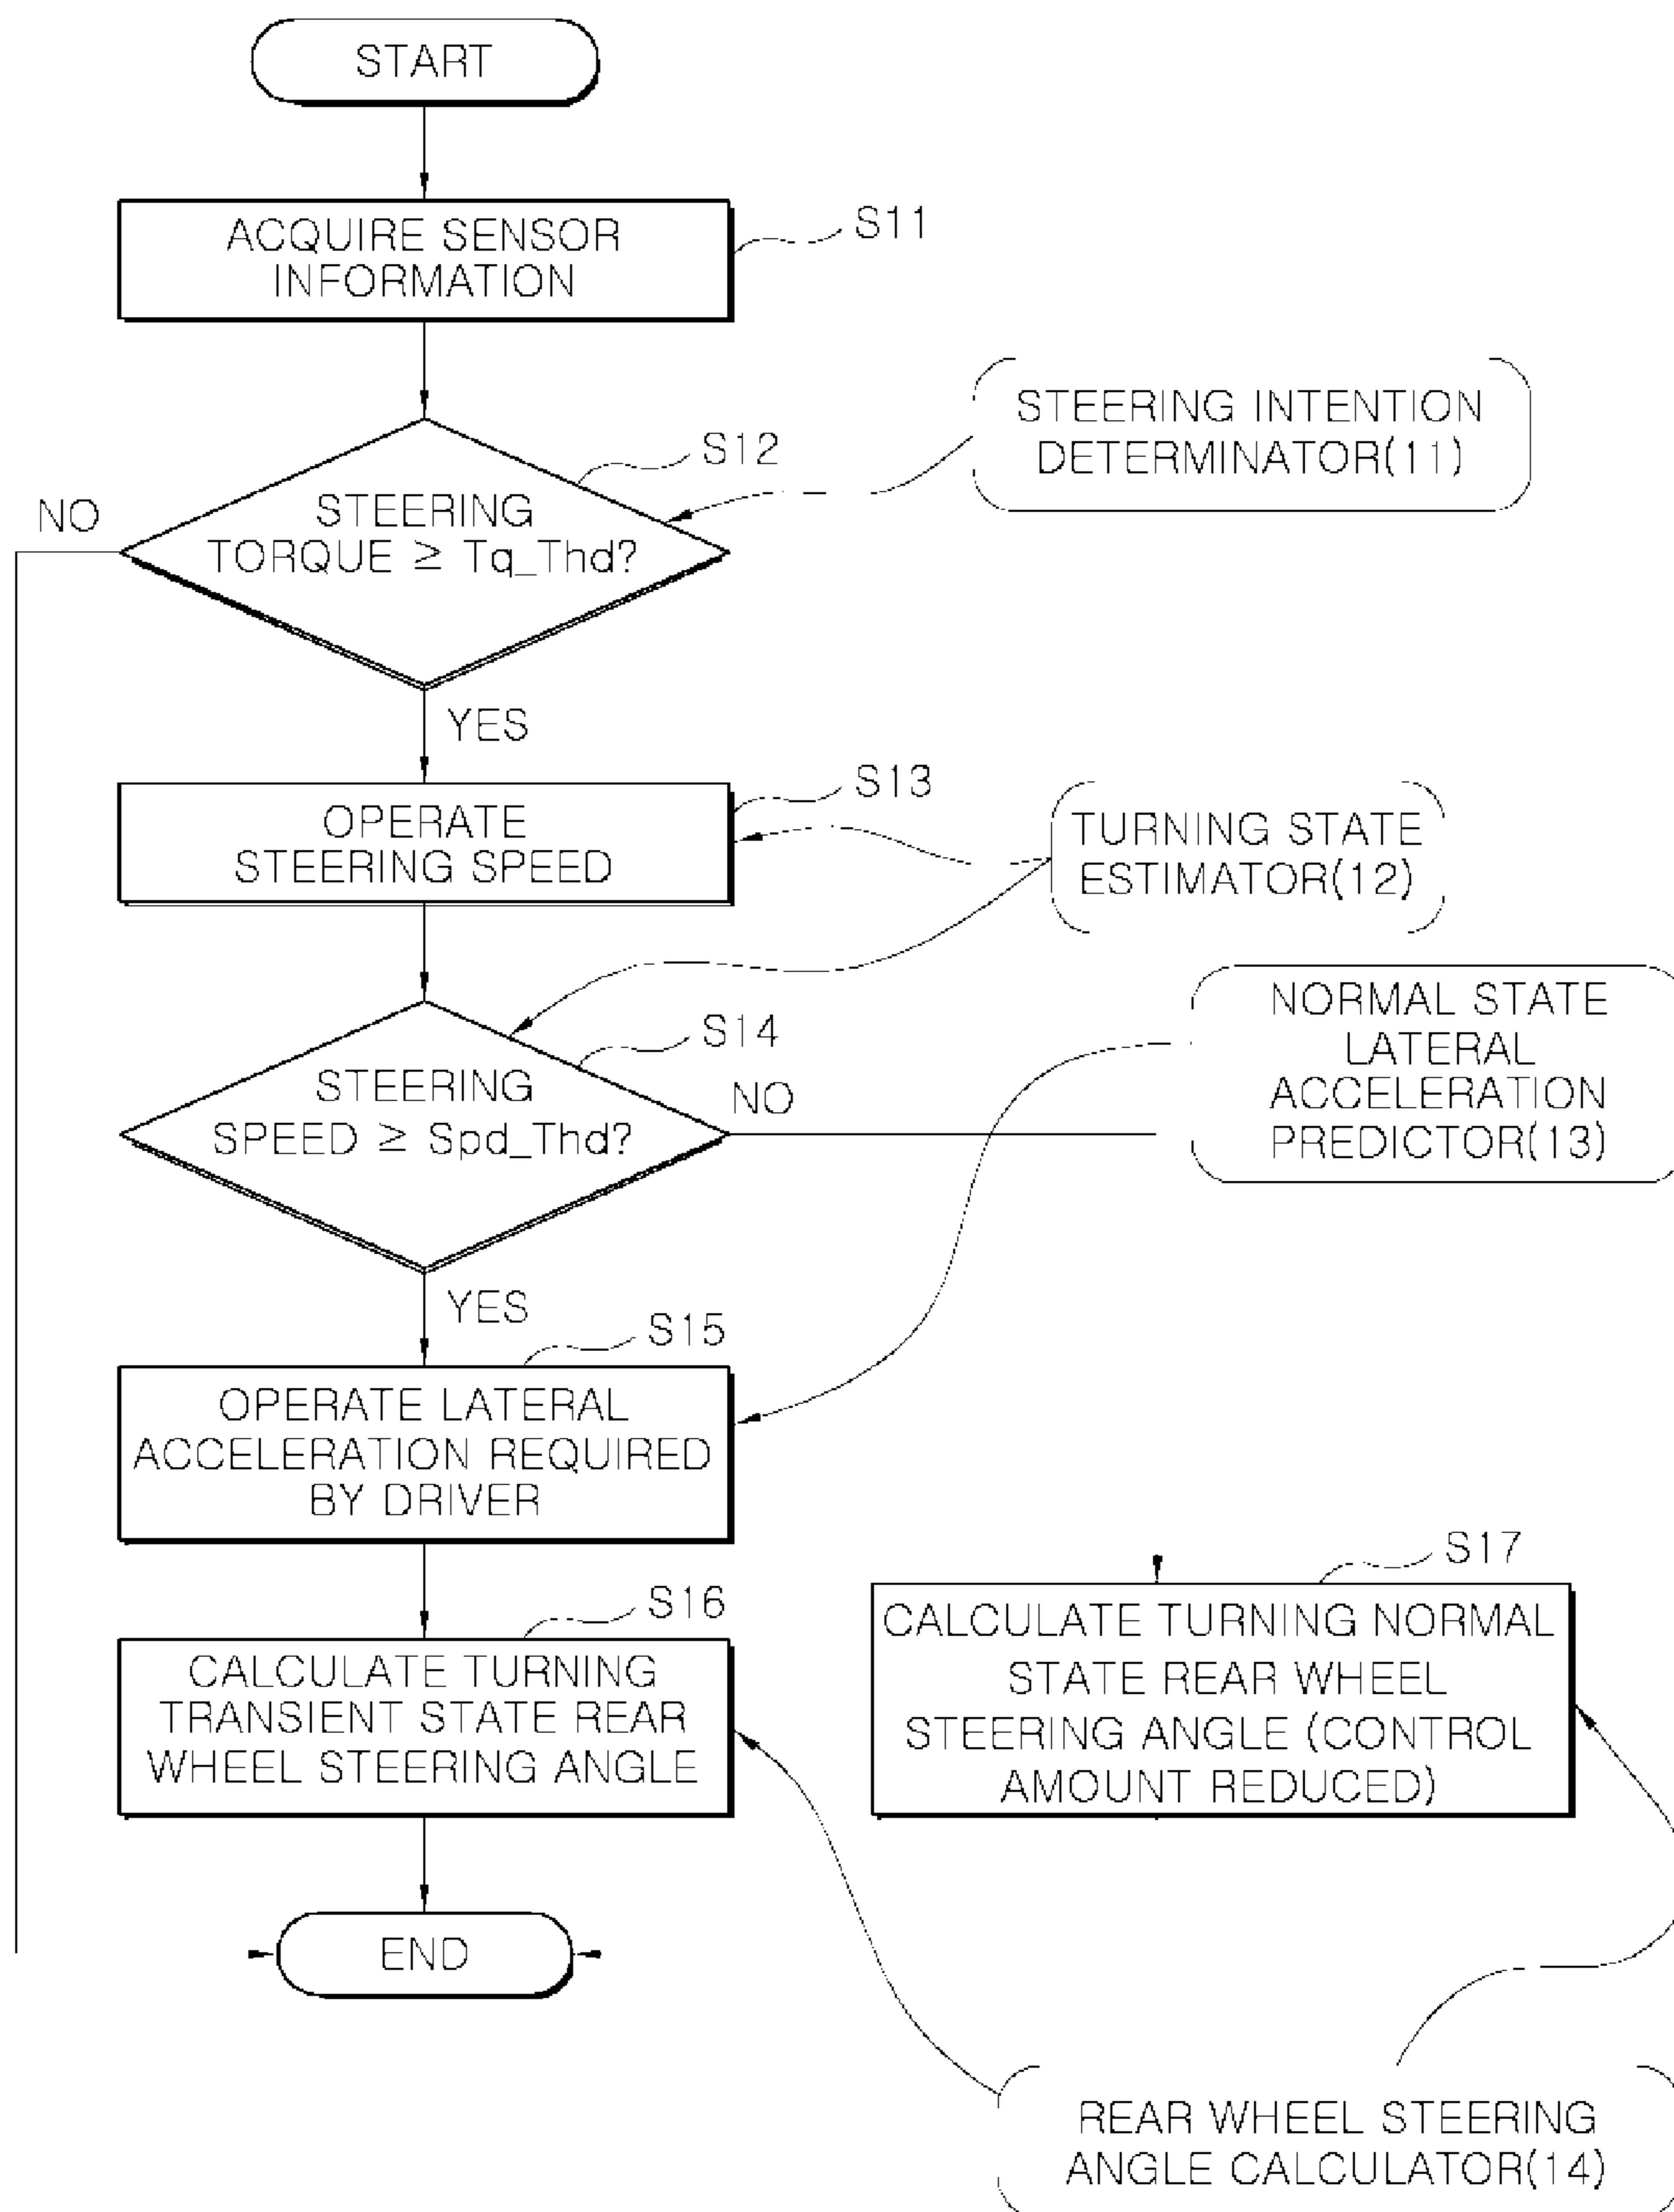 START
ACQUIRE SENSOR
INFORMATION
S11
STEERING INTENTION
DETERMINATOR(11)
S12
NO
STEERING
TORQUE ≥ Tq_Thd?
YES
S13
OPERATE
STEERING SPEED
TURNING STATE
ESTIMATOR(12)
NORMAL STATE
LATERAL
ACCELERATION
PREDICTOR(13)
S14
STEERING
SPEED ≥ Spd_Thd?
NO
YES
S15
OPERATE LATERAL
ACCELERATION REQUIRED
BY DRIVER
S17
CALCULATE TURNING NORMAL
STATE REAR WHEEL
STEERING ANGLE (CONTROL
AMOUNT REDUCED)
S16
CALCULATE TURNING
TRANSIENT STATE REAR
WHEEL STEERING ANGLE
END
REAR WHEEL STEERING
ANGLE CALCULATOR(14)